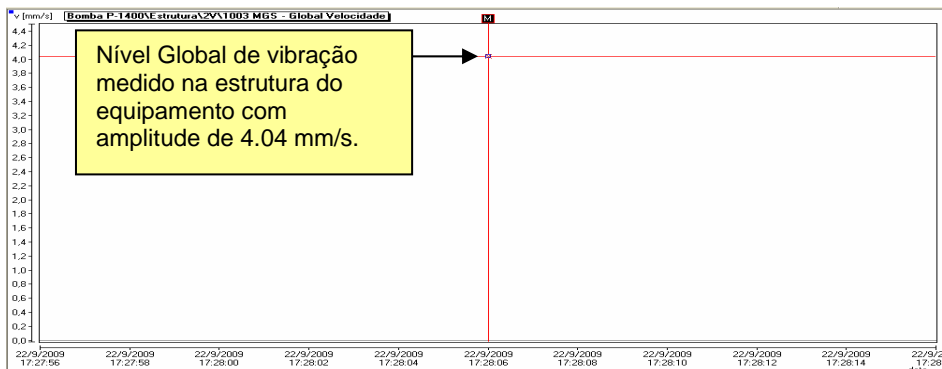 v [mm/s] Bomba P-1400\Estrutura\2V\1003 MGS - Global Velocidade
M
Nível Global de vibração
medido na estrutura do
equipamento com
amplitude de 4.04 mm/s.
4,4
4,2
4,0
3,8
3,6
3,4
3,2
3,0
2,8
2,6
2,4
2,2
2,0
1,8
1,6
1,4
1,2
1,0
0,8
0,6
0,4
0,2
0,0
22/9/2009 22/9/2009 22/9/2009 22/9/2009 22/9/2009 22/9/2009 22/9/2009 22/9/2009 22/9/2009 22/9/2009 22/9/2
17:27:56 17:27:58 17:28:00 17:28:02 17:28:04 17:28:06 17:28:08 17:28:10 17:28:12 17:28:14 17:28